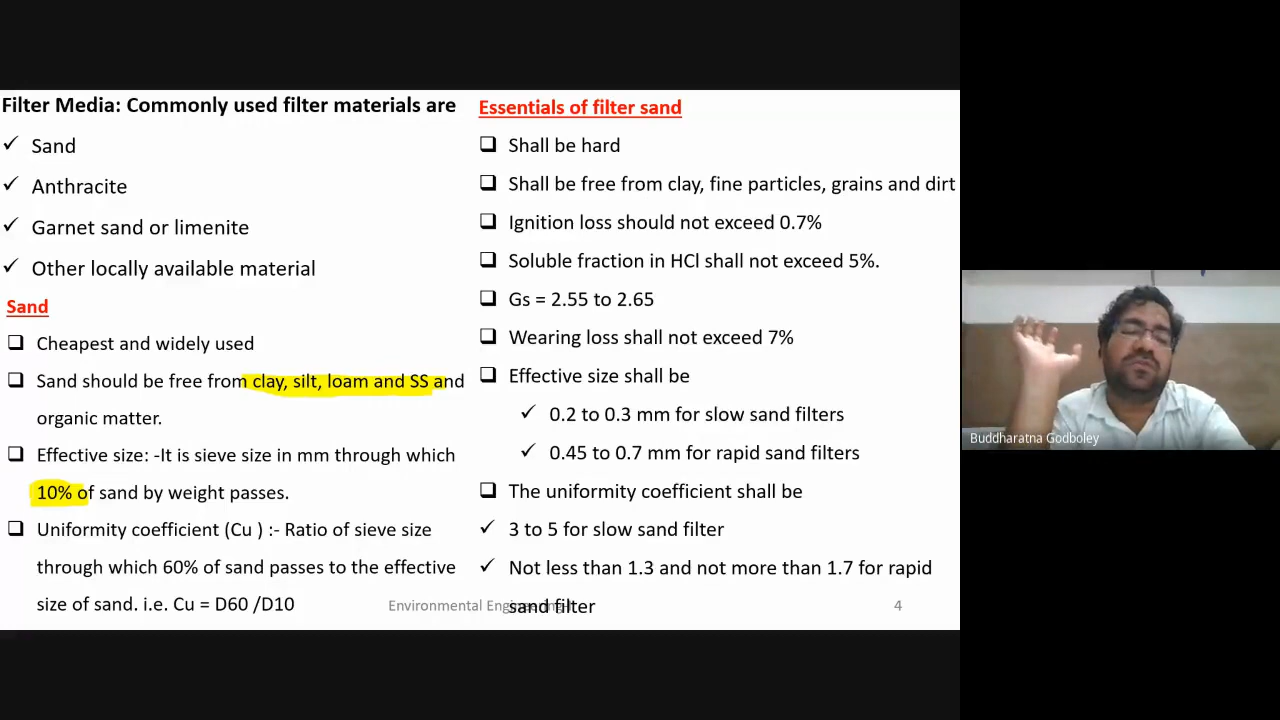 Filter Media: Commonly used filter materials are
Sand
Anthracite
Garnet sand or limenite
Other locally available material
Sand
Cheapest and widely used
Sand should be free from clay, silt, loam and SS and
organic matter.
Effective size: -It is sieve size in mm through which
10% of sand by weight passes.
Uniformity coefficient (Cu ) :- Ratio of sieve size
through which 60% of sand passes to the effective
size of sand. i.e. Cu = D60 /D10
Essentials of filter sand
Shall be hard
Shall be free from clay, fine particles, grains and dirt
Ignition loss should not exceed 0.7%
Soluble fraction in HCl shall not exceed 5%.
Gs = 2.55 to 2.65
Wearing loss shall not exceed 7%
Effective size shall be
0.2 to 0.3 mm for slow sand filters
0.45 to 0.7 mm for rapid sand filters
The uniformity coefficient shall be
3 to 5 for slow sand filter
Not less than 1.3 and not more than 1.7 for rapid
sand filter
Environmental
4
Buddharatna Godboley